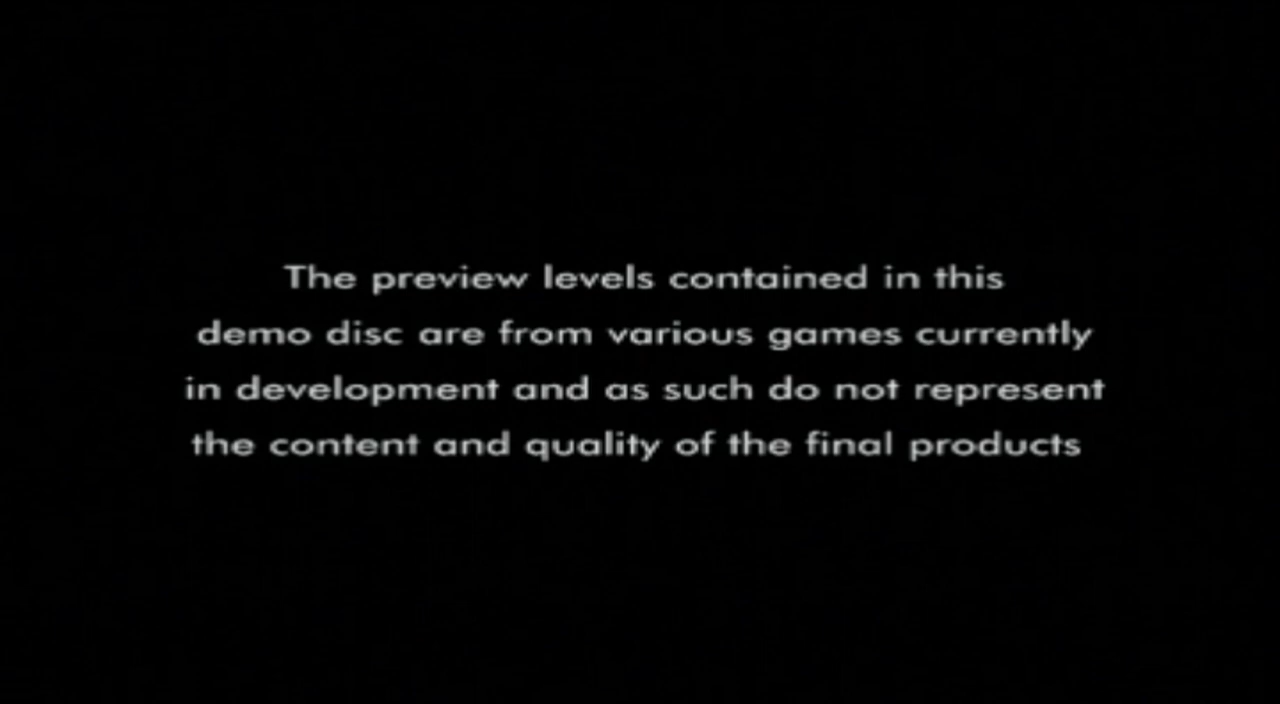 The preview levels contained in this
demo disc are from various games currently
in development and as such do not represent
the content and quality of the final products